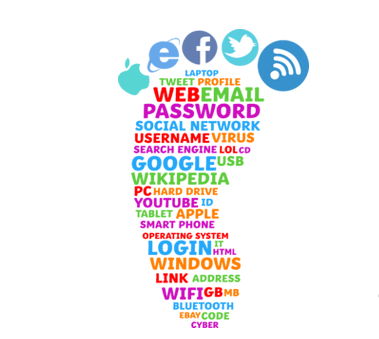 LAPTOP
TWEET PROFILE
WEB EMAIL
PASSWORD
SOCIAL NETWORK
USERNAME VIRUS
SEARCH ENGINE LOL CD
GOOGLE USB
WIKIPEDIA
PC HARD DRIVE
YOUTUBE ID
TABLET APPLE
SMART PHONE
OPERATING SYSTEM
LOGIN IT HTML
WINDOWS
LINK ADDRESS
WIFI GB MB
BLUETOOTH
EBAY CODE
CYBER